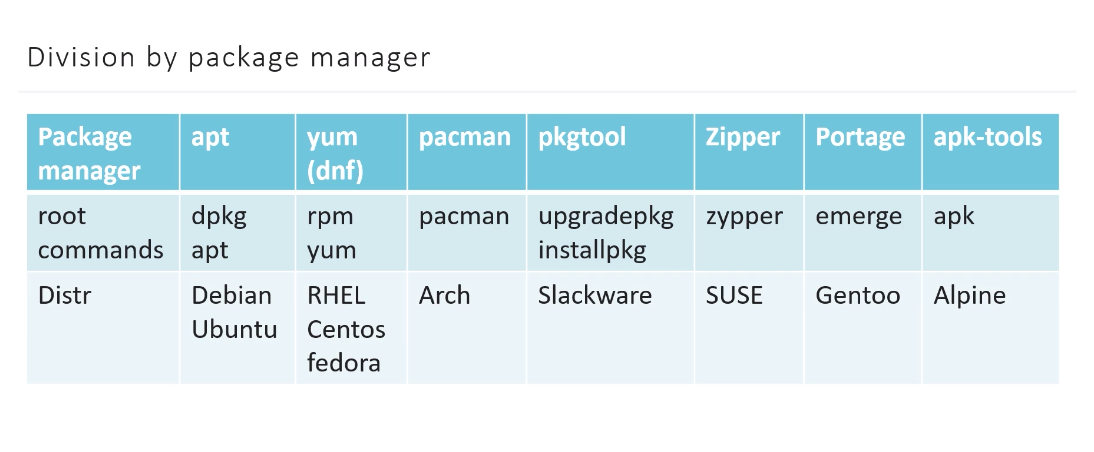 Division by package manager
Package manager apt yum (dnf) pacman pkgtool Zipper Portage apk-tools
root commands dpkg apt rpm yum pacman upgradepkg installpkg zypper emerge apk
Distr Debian Ubuntu RHEL Centos fedora Arch Slackware SUSE Gentoo Alpine